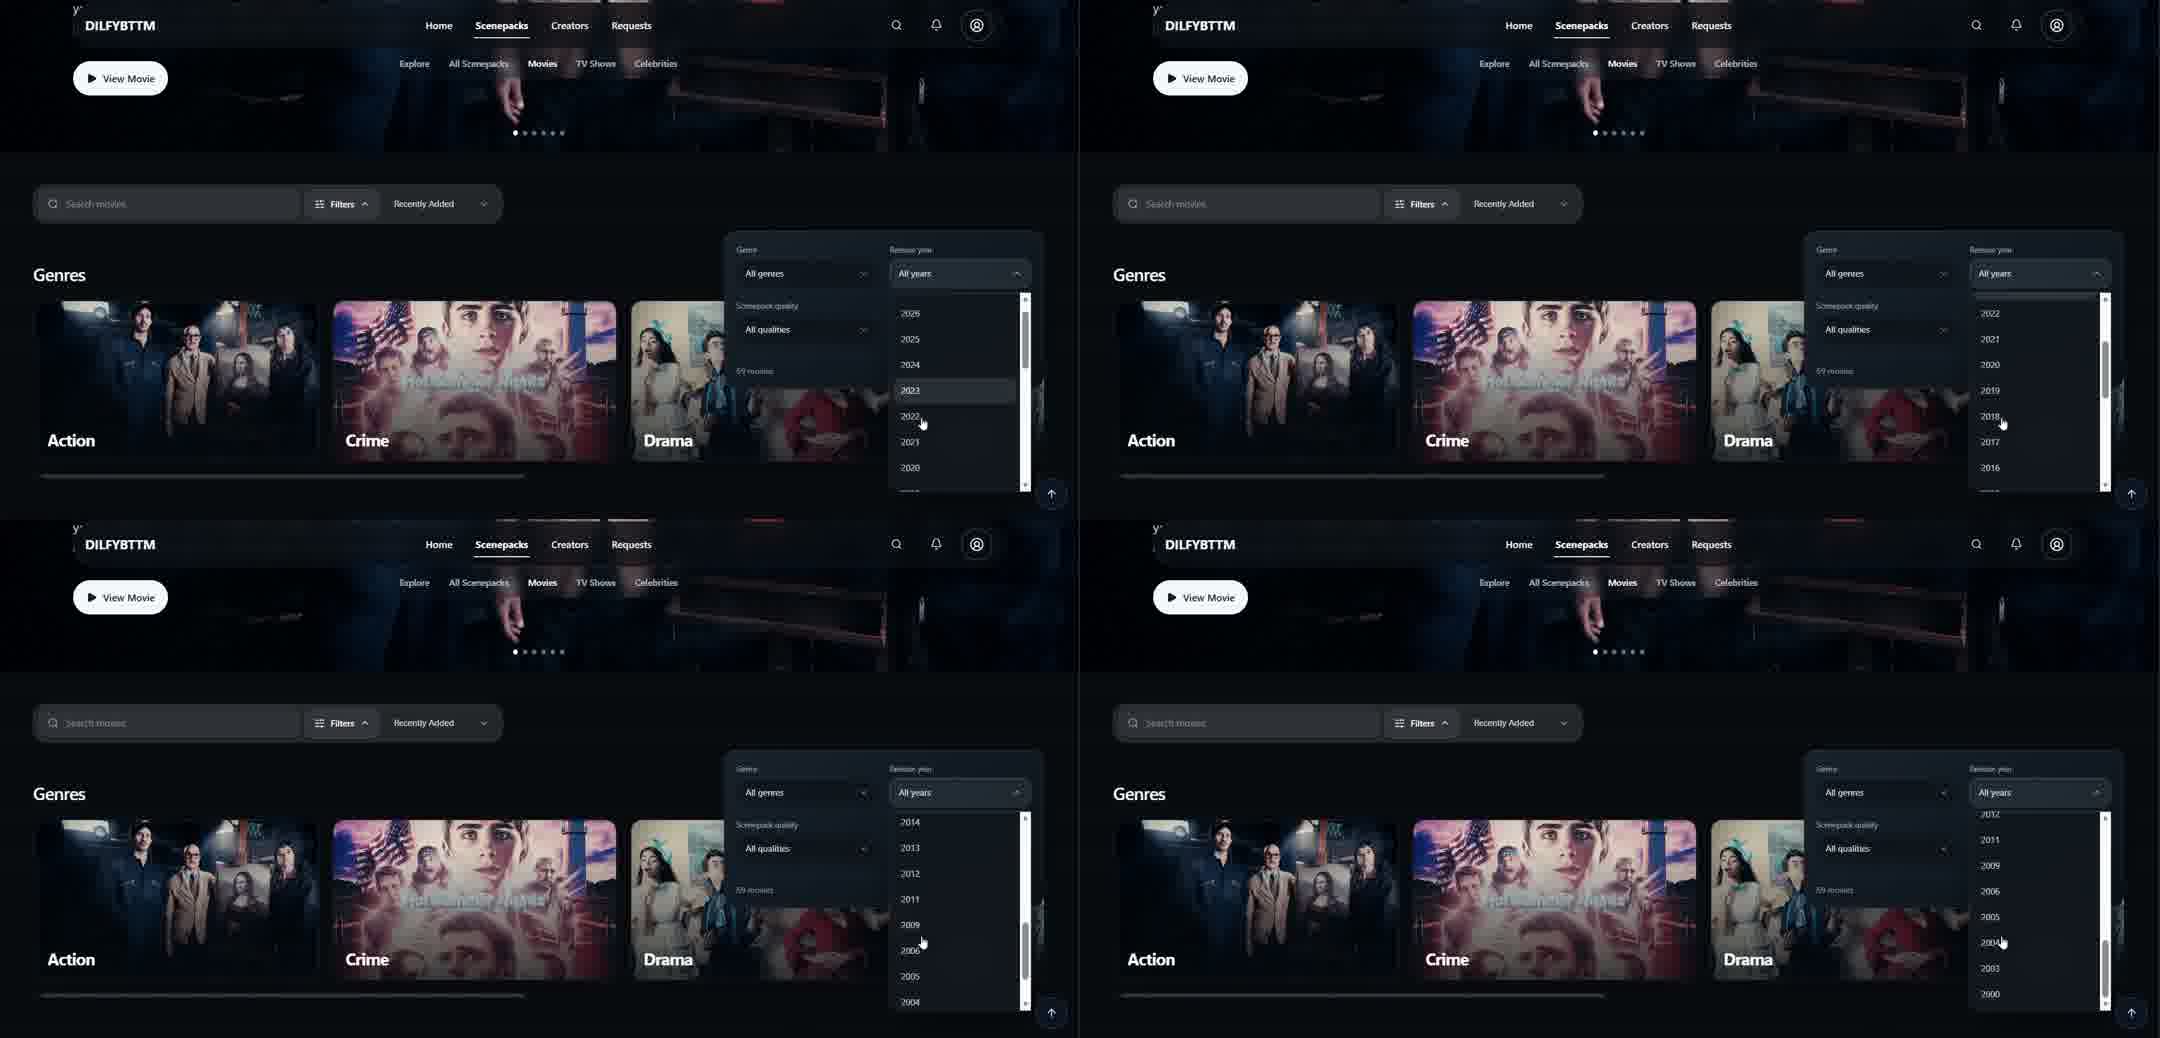 DILFYBTTM Home Scenepacks Creators Requests
Explore All Scenepacks Movies TV Shows Celebrities
View Movie
Search movies Filters Recently Added
Genre Release year
Genres
All genres All years
Scenepack quality
All qualities
59 movies
2026
2025
2024
2023
2022
2021
2020
Action Crime Drama
DILFYBTTM Home Scenepacks Creators Requests
Explore All Scenepacks Movies TV Shows Celebrities
View Movie
Search movies Filters Recently Added
Genre Release year
Genres
All genres All years
Scenepack quality
All qualities
59 movies
2022
2021
2020
2019
2018
2017
2016
Action Crime Drama
DILFYBTTM Home Scenepacks Creators Requests
Explore All Scenepacks Movies TV Shows Celebrities
View Movie
Search movies Filters Recently Added
Genre Release year
Genres
All genres All years
Scenepack quality
All qualities
59 movies
2014
2013
2012
2011
2009
2006
2005
2004
Action Crime Drama
DILFYBTTM Home Scenepacks Creators Requests
Explore All Scenepacks Movies TV Shows Celebrities
View Movie
Search movies Filters Recently Added
Genre Release year
Genres
All genres All years
Scenepack quality
All qualities
59 movies
2012
2011
2009
2006
2005
2004
2003
2000
Action Crime Drama